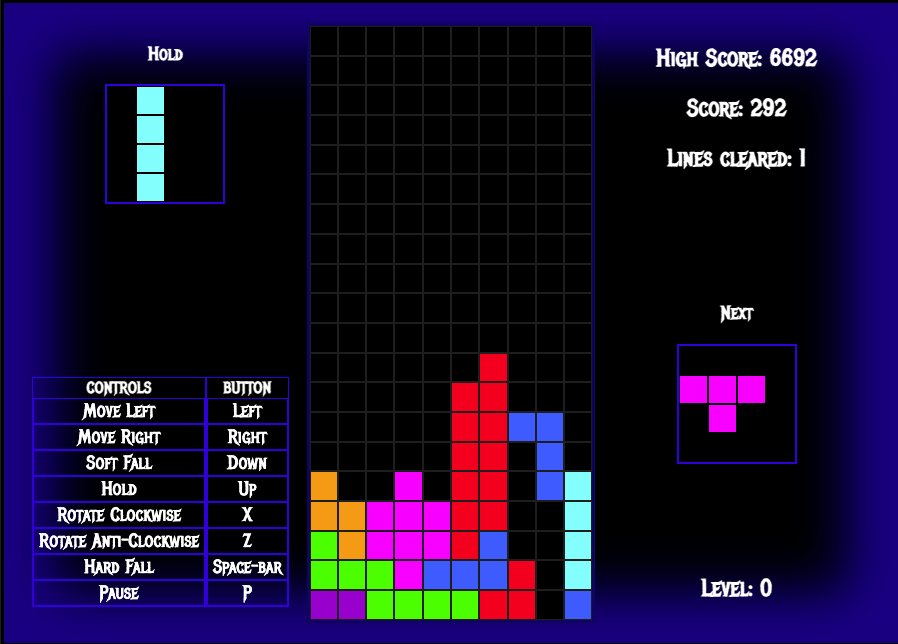 Hold
High Score: 6692
Score: 292
Lines cleared: 1
Next
CONTROLS BUTTON
Move Left Left
Move Right Right
Soft Fall Down
Hold Up
Rotate Clockwise X
Rotate Anti-Clockwise Z
Hard Fall Space-bar
Pause P
Level: 0